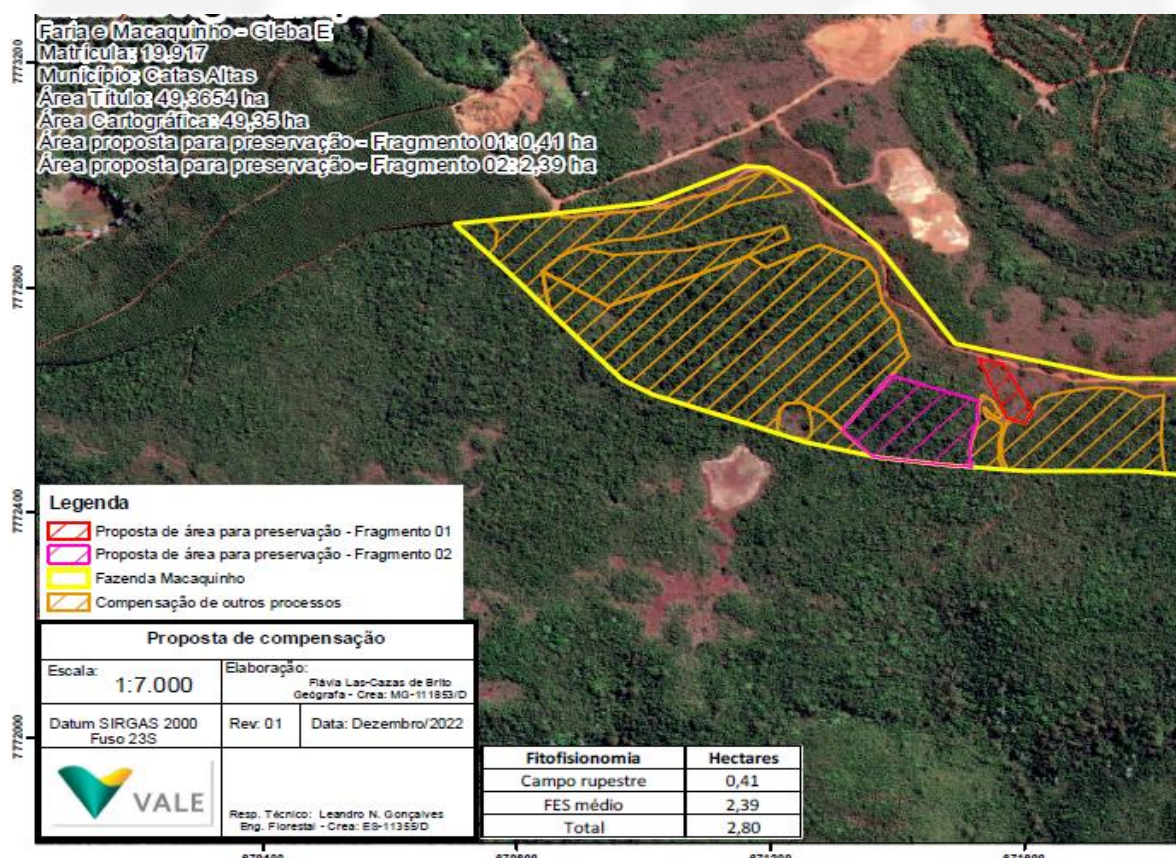 Faria e Macaquinho - Gleba E
Matrícula: 19,917
Município: Catas Altas
Área Título: 49,3654 ha
Área Cartográfica: 49,35 ha
Área proposta para preservação - Fragmento 01: 0,41 ha
Área proposta para preservação - Fragmento 02: 2,39 ha
7773200
7772800
7772400
7772000
Legenda
Proposta de área para preservação - Fragmento 01
Proposta de área para preservação - Fragmento 02
Fazenda Macaquinho
Compensação de outros processos
Proposta de compensação
Escala: 1:7.000
Elaboração:
Flávia Las-Cazas de Brito
Geógrafa - Crea: MG-111853/D
Datum SIRGAS 2000
Fuso 23S
Rev: 01
Data: Dezembro/2022
VALE
Resp. Técnico: Leandro N. Gonçalves
Eng. Florestal - Crea: ES-11355/D
Fitofisionomia Hectares
Campo rupestre 0,41
FES médio 2,39
Total 2,80